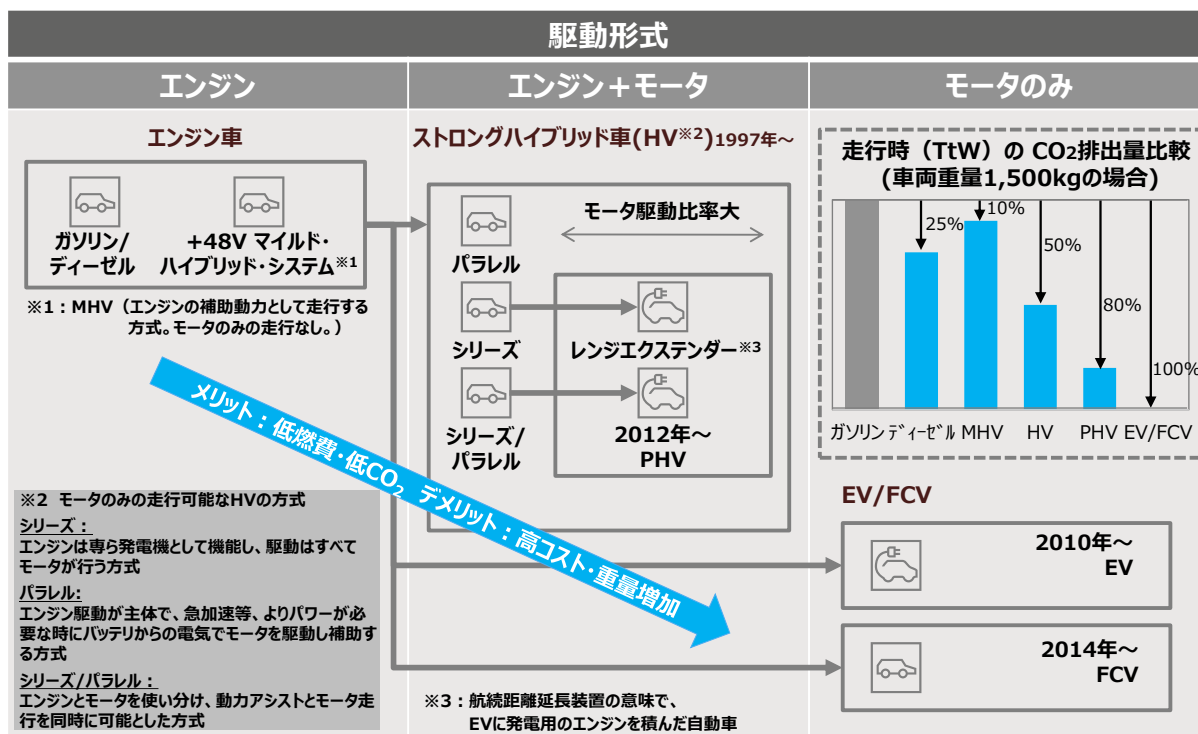 駆動形式
エンジン
エンジン＋モータ
モータのみ
エンジン車
ガソリン/
ディーゼル
+48V マイルド・
ハイブリッド・システム※1
※1：MHV（エンジンの補助動力として走行する
方式。モータのみの走行なし。）
ストロングハイブリッド車(HV※2)1997年～
モータ駆動比率大
パラレル
シリーズ
レンジエクステンダー※3
シリーズ/
パラレル
2012年～
PHV
メリット：低燃費・低CO2 デメリット：高コスト・重量増加
※2 モータのみの走行可能なHVの方式
シリーズ：
エンジンは専ら発電機として機能し、駆動はすべて
モータが行う方式
パラレル:
エンジン駆動が主体で、急加速等、よりパワーが必
要な時にバッテリからの電気でモータを駆動し補助す
る方式
シリーズ/パラレル：
エンジンとモータを使い分け、動力アシストとモータ走
行を同時に可能とした方式
※3：航続距離延長装置の意味で、
EVに発電用のエンジンを積んだ自動車
走行時（TtW）の CO2排出量比較
(車両重量1,500kgの場合)
25%
10%
50%
80%
100%
ガソリン ディーゼル MHV HV PHV EV/FCV
EV/FCV
2010年～
EV
2014年～
FCV